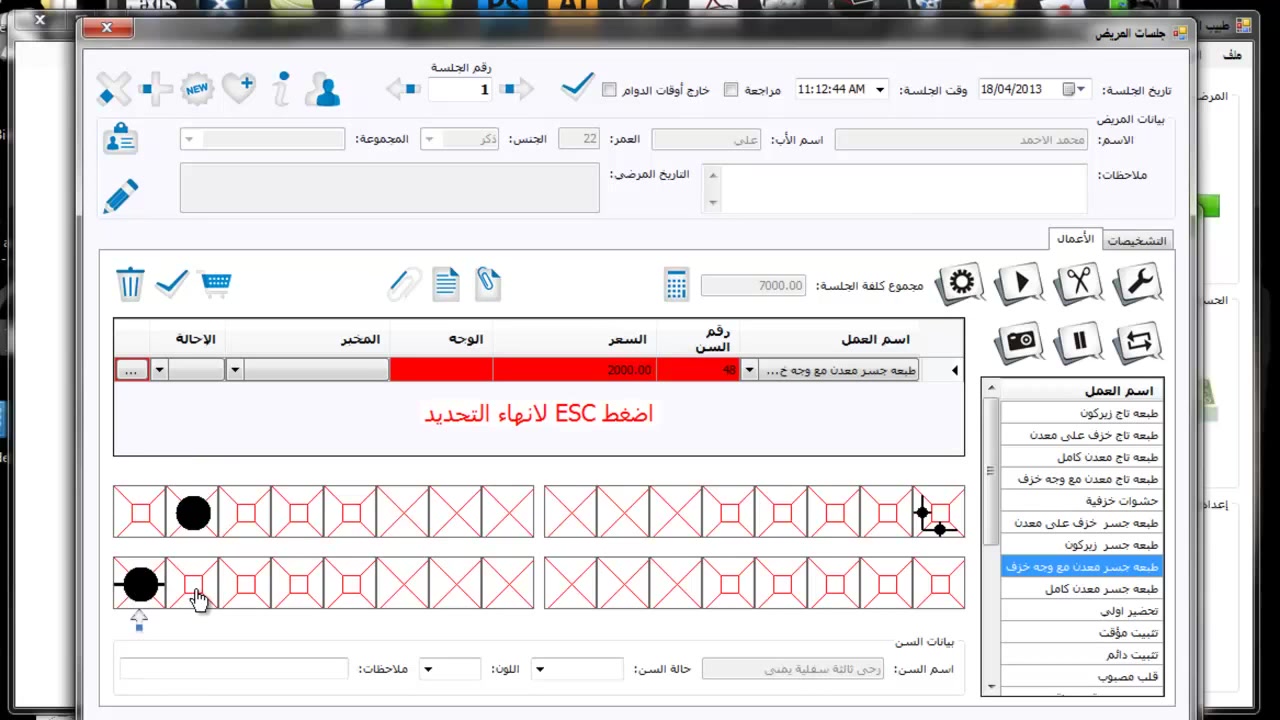 جلسات المريض
طبيب ا
ملف
المرض
الحس
إعداد
رقم الجلسة
تاريخ الجلسة: 18/04/2013 وقت الجلسة: 11:12:44 AM مراجعة خارج أوقات الدوام 1
NEW
بيانات المريض
الاسم: محمد الاحمد اسم الأب: علي العمر: 22 الجنس: ذكر المجموعة:
ملاحظات: التاريخ المرضي:
التشخيصات الأعمال
مجموع كلفة الجلسة: 7000.00
اسم العمل رقم السن السعر الوجه المخبر الاحالة
طبعه جسر معدن مع وجه خ... 48 2000.00 ...
اضغط ESC لانهاء التحديد
اسم العمل
طبعه تاج زيركون
طبعه تاج خزف على معدن
طبعه تاج معدن كامل
طبعه تاج معدن مع وجه خزف
حشوات خزفية
طبعه جسر خزف على معدن
طبعه جسر زيركون
طبعه جسر معدن مع وجه خزف
طبعه جسر معدن كامل
تحضير اولي
تثبيت مؤقت
تثبيت دائم
قلب مصبوب
بيانات السن
اسم السن: رحى ثالثة سفلية يمنى حالة السن: اللون: ملاحظات: